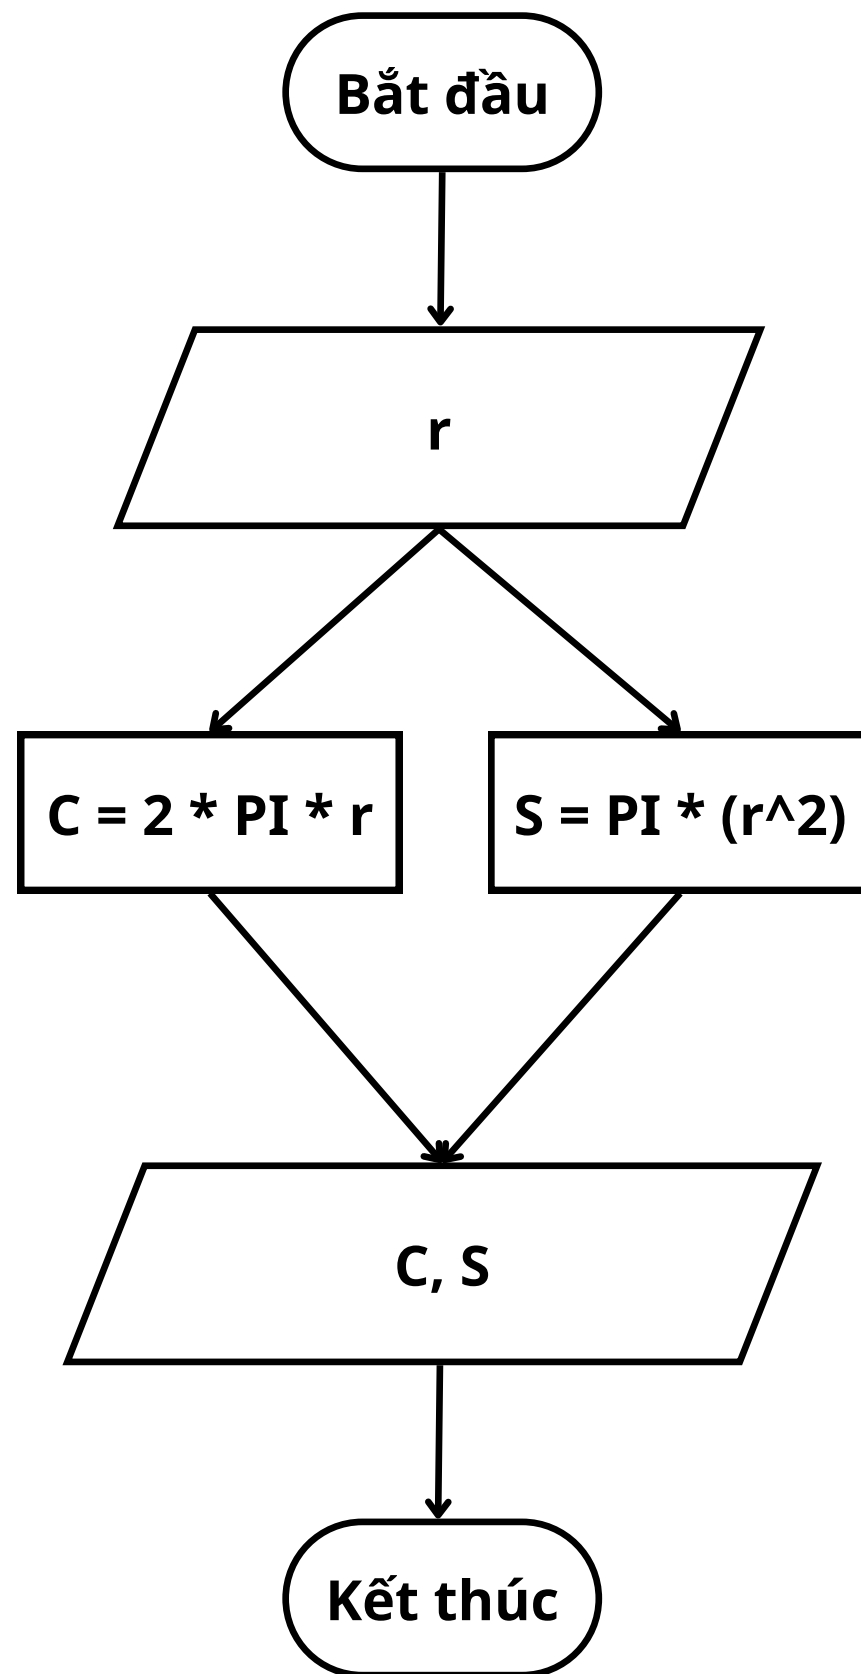 Bắt đầu
r
C = 2 * PI * r
S = PI * (r^2)
C, S
Kết thúc